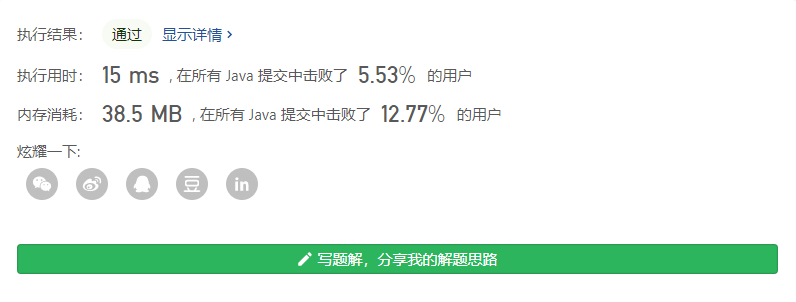 执行结果： 通过 显示详情 ›
执行用时： 15 ms , 在所有 Java 提交中击败了 5.53% 的用户
内存消耗： 38.5 MB , 在所有 Java 提交中击败了 12.77% 的用户
炫耀一下:
豆 in
写题解，分享我的解题思路